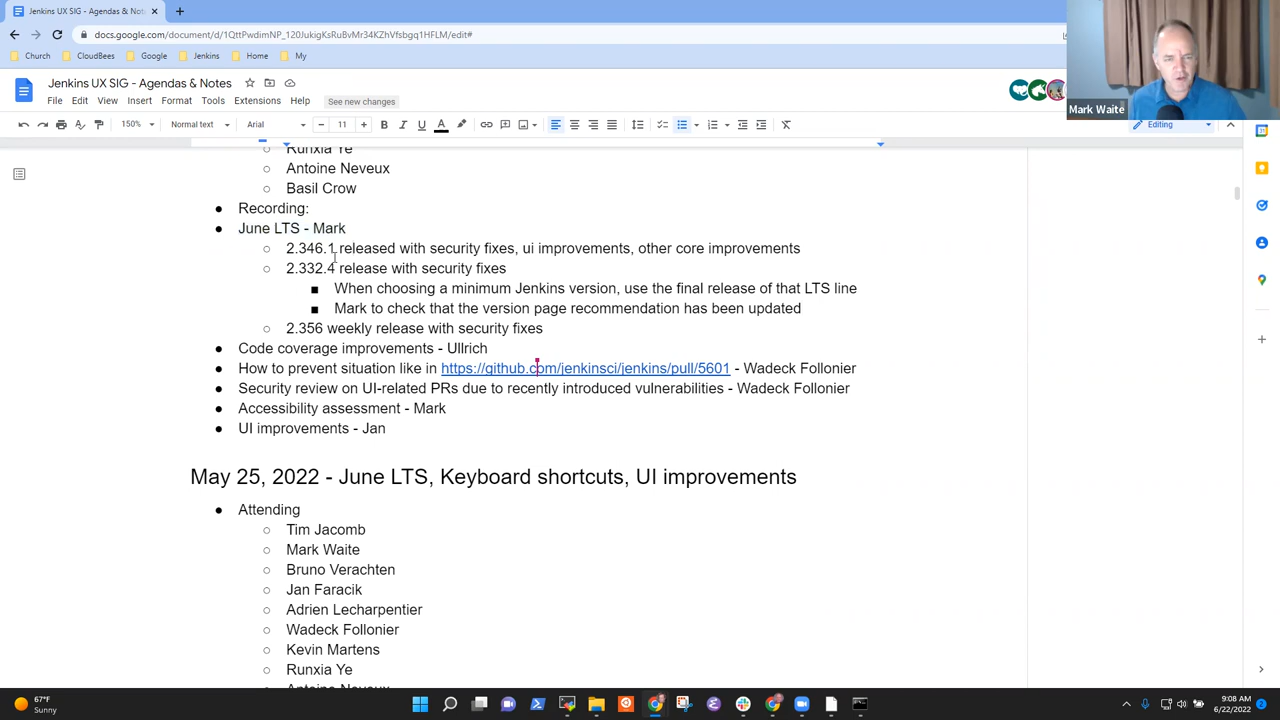 Jenkins UX SIG - Agendas & Notes
docs.google.com/document/d/1QttPwdimNP_120JukigKsRuBvMr34KZhVfsbgq1HFLM/edit#
Church CloudBees Google Jenkins Home My
Jenkins UX SIG - Agendas & Notes
Mark Waite
File Edit View Insert Format Tools Extensions Help See new changes
150% Normal text Arial 11 Editing
Runxia Ye
Antoine Neveux
Basil Crow
Recording:
June LTS - Mark
2.346.1 released with security fixes, ui improvements, other core improvements
2.332.4 release with security fixes
When choosing a minimum Jenkins version, use the final release of that LTS line
Mark to check that the version page recommendation has been updated
2.356 weekly release with security fixes
Code coverage improvements - Ullrich
How to prevent situation like in https://github.com/jenkinsci/jenkins/pull/5601 - Wadeck Follonier
Security review on UI-related PRs due to recently introduced vulnerabilities - Wadeck Follonier
Accessibility assessment - Mark
UI improvements - Jan
May 25, 2022 - June LTS, Keyboard shortcuts, UI improvements
Attending
Tim Jacomb
Mark Waite
Bruno Verachten
Jan Faracik
Adrien Lecharpentier
Wadeck Follonier
Kevin Martens
Runxia Ye
Antoine Neveux
67°F
Sunny
9:08 AM
6/22/2022